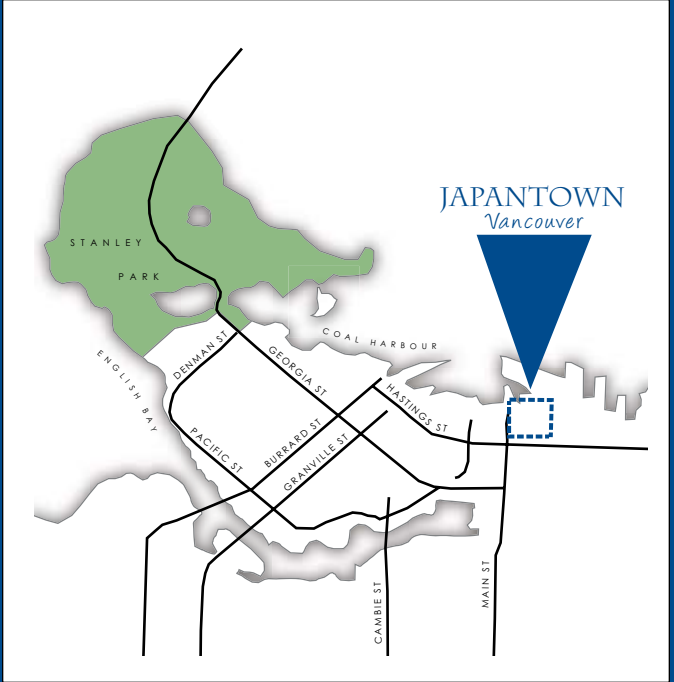 JAPANTOWN
Vancouver
STANLEY
PARK
COAL HARBOUR
ENGLISH BAY
DENMAN ST
GEORGIA ST
HASTINGS ST
BURRARD ST
GRANVILLE ST
PACIFIC ST
CAMBIE ST
MAIN ST